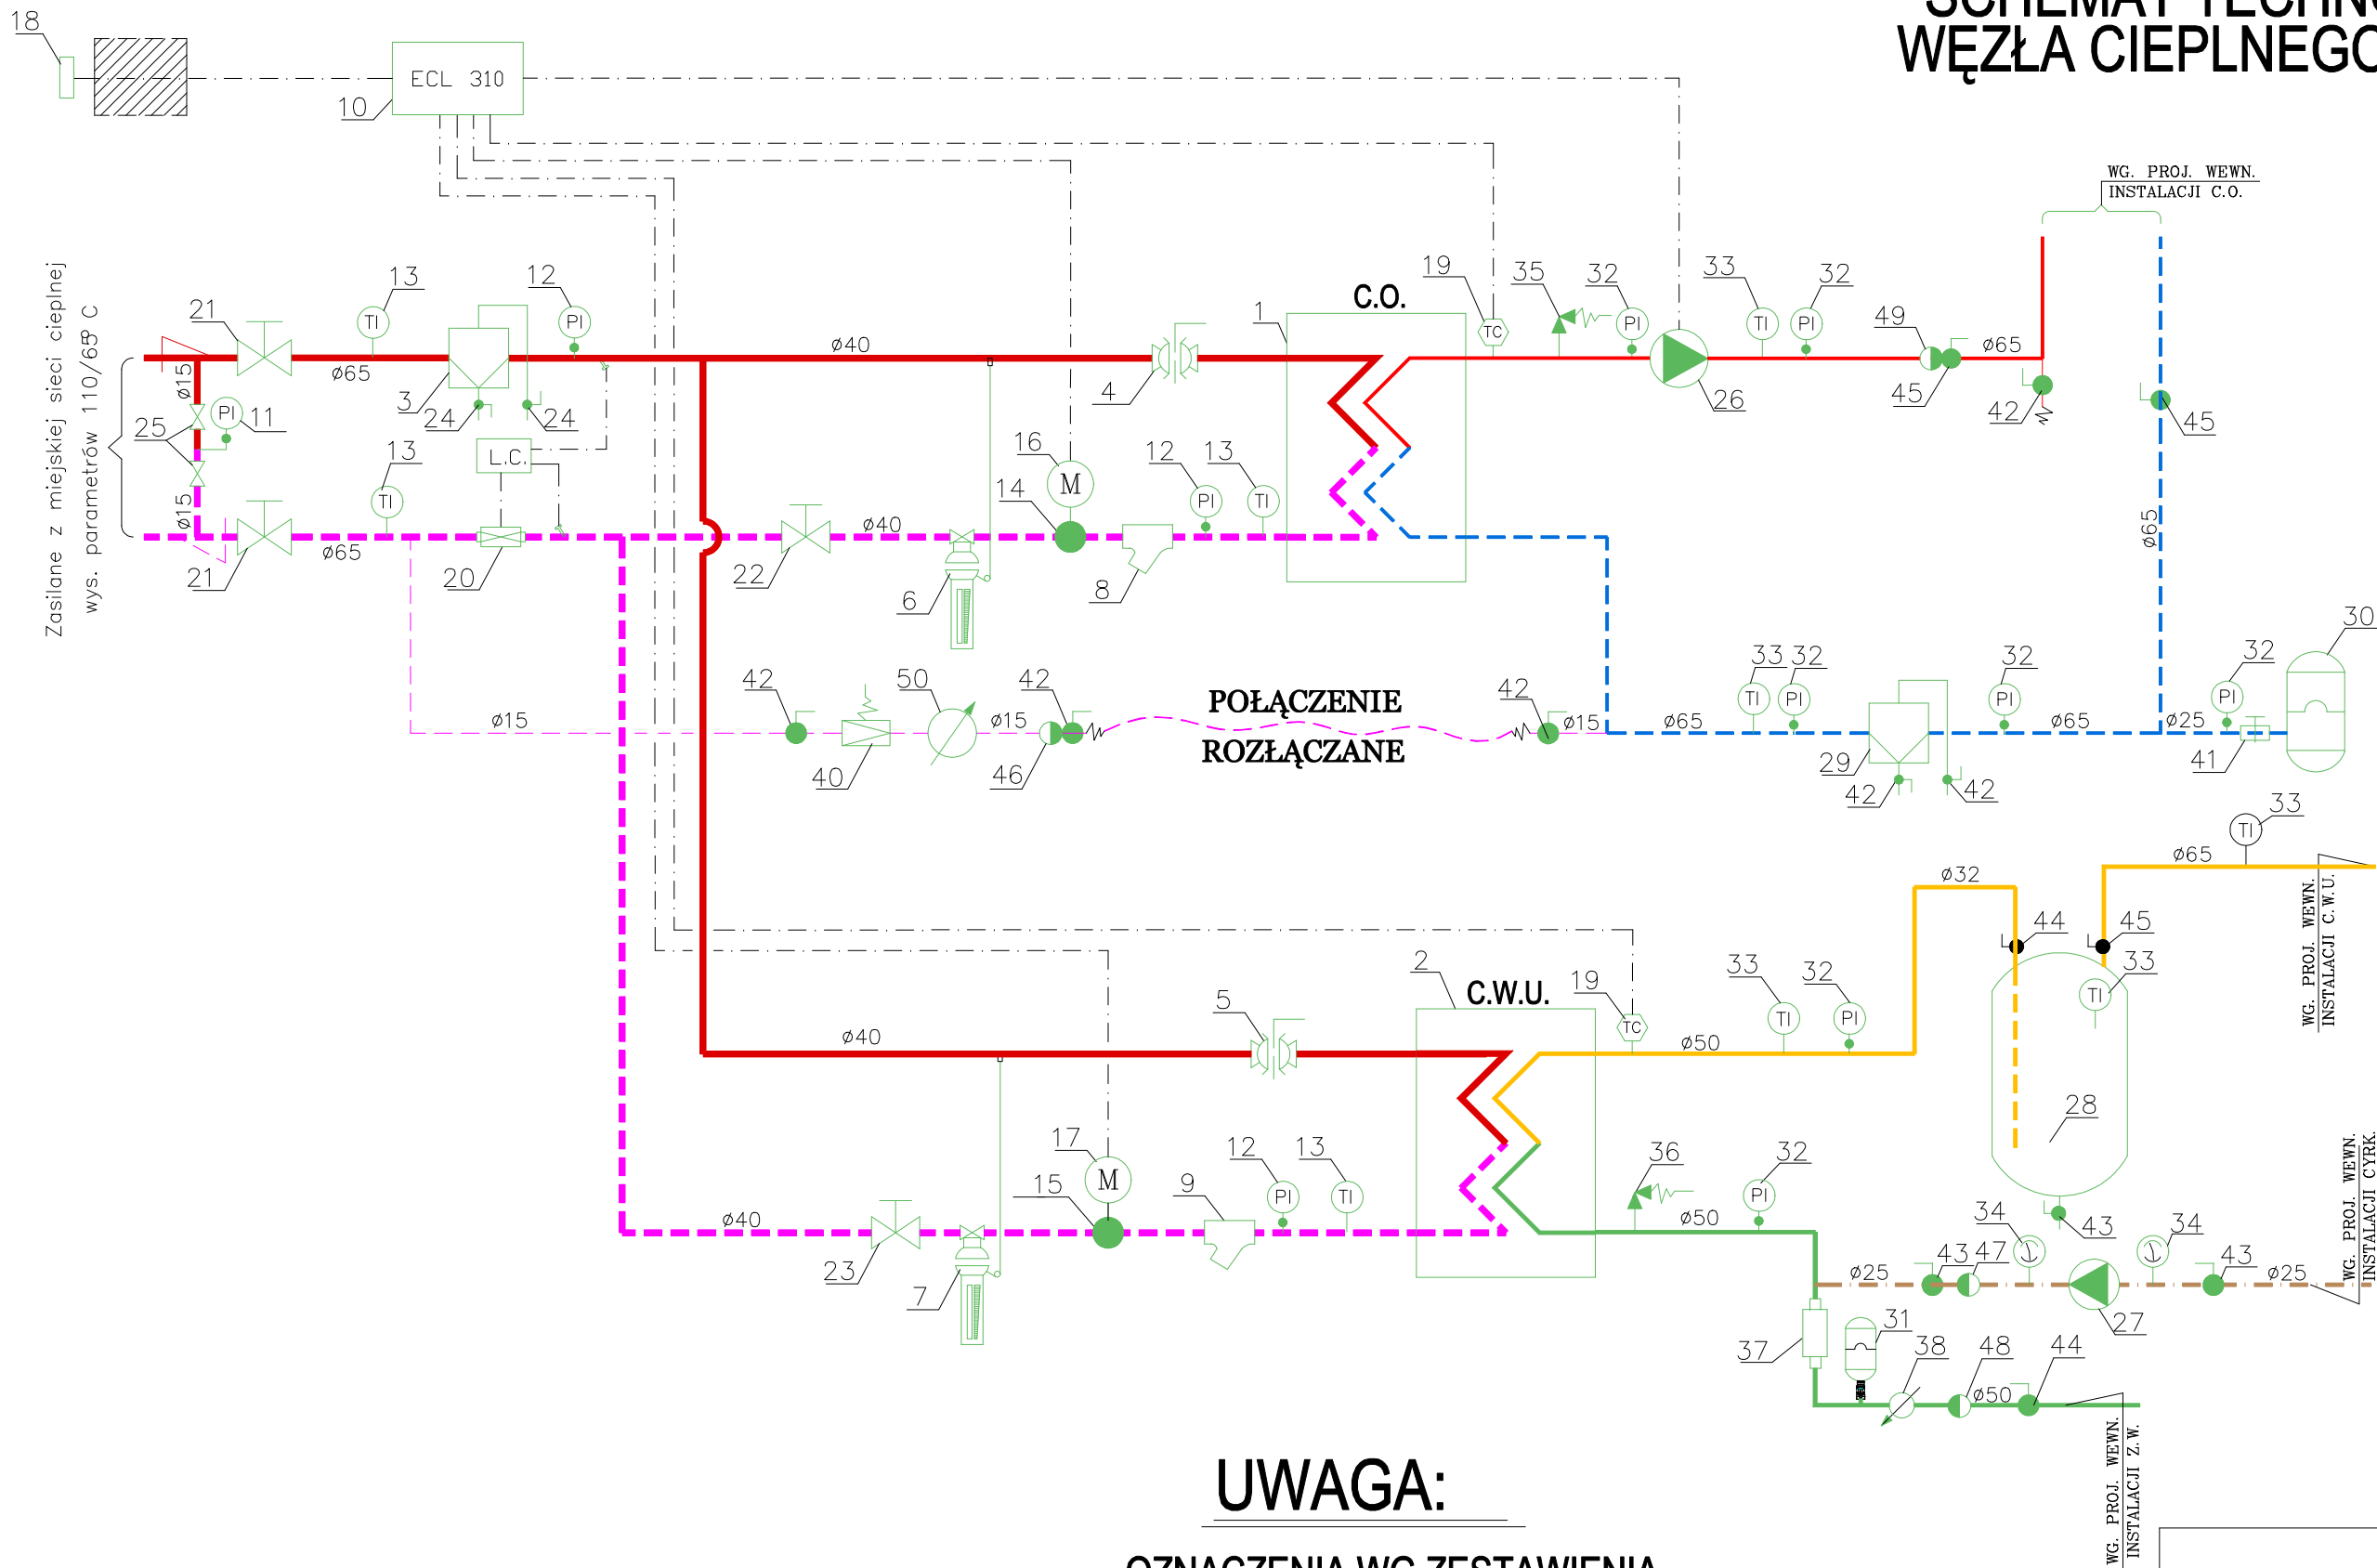 SCHEMAT
WĘZŁA CIEPLNEGO
18
10
ECL 310
WG. PROJ. WEWN.
INSTALACJI C.O.
Zasilane z miejskiej sieci cieplnej
wys. parametrów 110/65° C
21
13
12
ø15
ø65
3
24
24
25
PI
11
TI
PI
L.C.
13
TI
ø15
21
ø65
20
ø40
4
1
C.O.
19
TC
35
32
PI
26
33
TI
32
PI
49
45
ø65
42
45
ø65
22
ø40
6
16
M
14
8
12
PI
13
TI
42
ø15
40
50
ø15
42
46
POŁĄCZENIE
ROZŁĄCZANE
42
ø15
ø65
33
TI
32
PI
29
42
42
32
PI
ø65
ø25
32
PI
41
30
33
TI
ø65
WG. PROJ. WEWN.
INSTALACJI C.W.U.
ø32
44
45
33
TI
28
43
5
ø40
2
C.W.U.
19
TC
ø50
33
TI
32
PI
ø40
23
7
17
M
15
9
12
PI
13
TI
36
ø50
32
PI
ø25
43
47
34
27
34
43
ø25
WG. PROJ. WEWN.
INSTALACJI CYRK.
37
31
38
48
ø50
44
WG. PROJ. WEWN.
INSTALACJI Z.W.
UWAGA:
OZNACZENIA WG ZESTAWIENIA